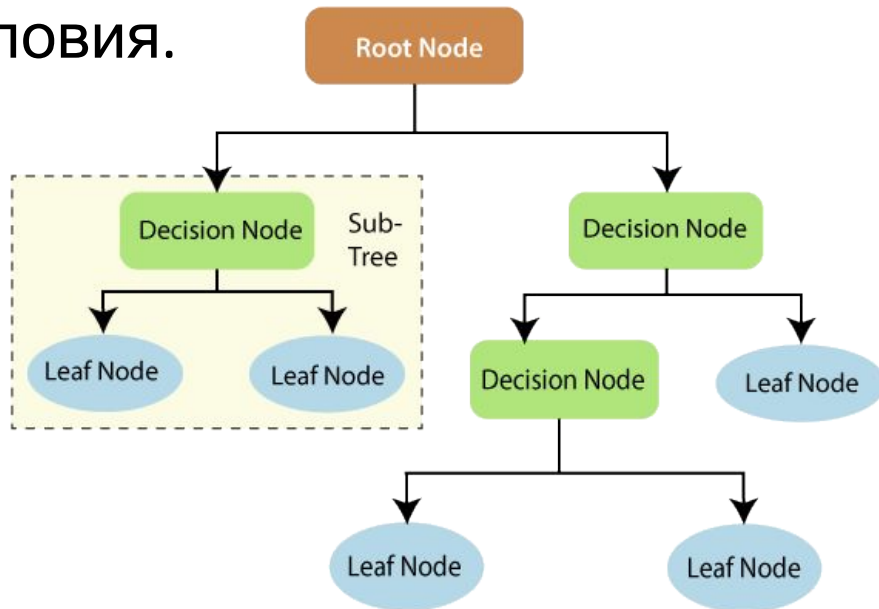 ловия.
Root Node
Decision Node
Sub-
Tree
Decision Node
Leaf Node
Leaf Node
Decision Node
Leaf Node
Leaf Node
Leaf Node